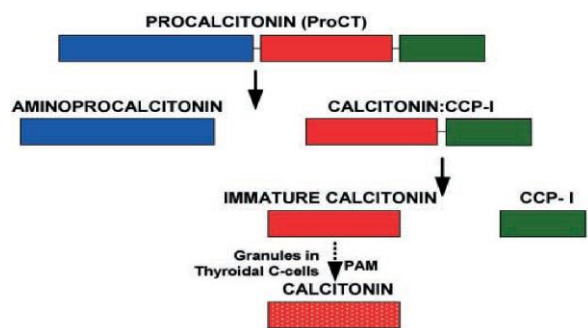 PROCALCITONIN (ProCT)
AMINOPROCALCITONIN
CALCITONIN:CCP-I
IMMATURE CALCITONIN
CCP- I
Granules in
Thyroidal C-cells
PAM
CALCITONIN